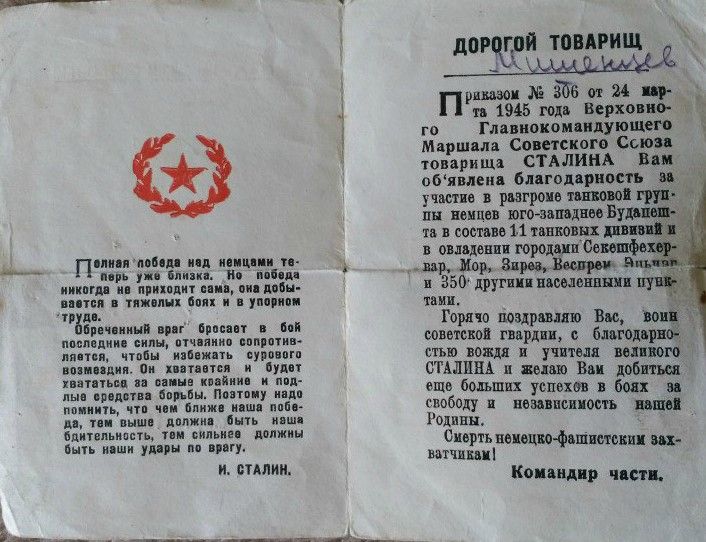 Полная победа над немцами те-
перь уже близка. Но победа
никогда не приходит сама, она добы-
вается в тяжелых боях и в упорном
труде.
Обреченный враг бросает в бой
последние силы, отчаянно сопротив-
ляется, чтобы избежать сурового
возмездия. Он хватается и будет
хвататься за самые крайние и под-
лые средства борьбы. Поэтому надо
помнить, что чем ближе наша побе-
да, тем выше должна быть наша
бдительность, тем сильнее должны
быть наши удары по врагу.
И. СТАЛИН.
ДОРОГОЙ ТОВАРИЩ
Мишенцев
Приказом № 306 от 24 мар-
та 1945 года Верховно-
го Главнокомандующего
Маршала Советского Союза
товарища СТАЛИНА Вам
об'явлена благодарность за
участие в разгроме танковой груп-
пы немцев юго-западнее Будапеш-
та в составе 11 танковых дивизий и
в овладении городами Секешфехер-
вар, Мор, Зирез, Веспрем, Эньинг
и 350 другими населенными пунк-
тами.
Горячо поздравляю Вас, воин
советской гвардии, с благодарно-
стью вождя и учителя великого
СТАЛИНА и желаю Вам добиться
еще больших успехов в боях за
свободу и независимость нашей
Родины.
Смерть немецко-фашистским зах-
ватчикам!
Командир части.